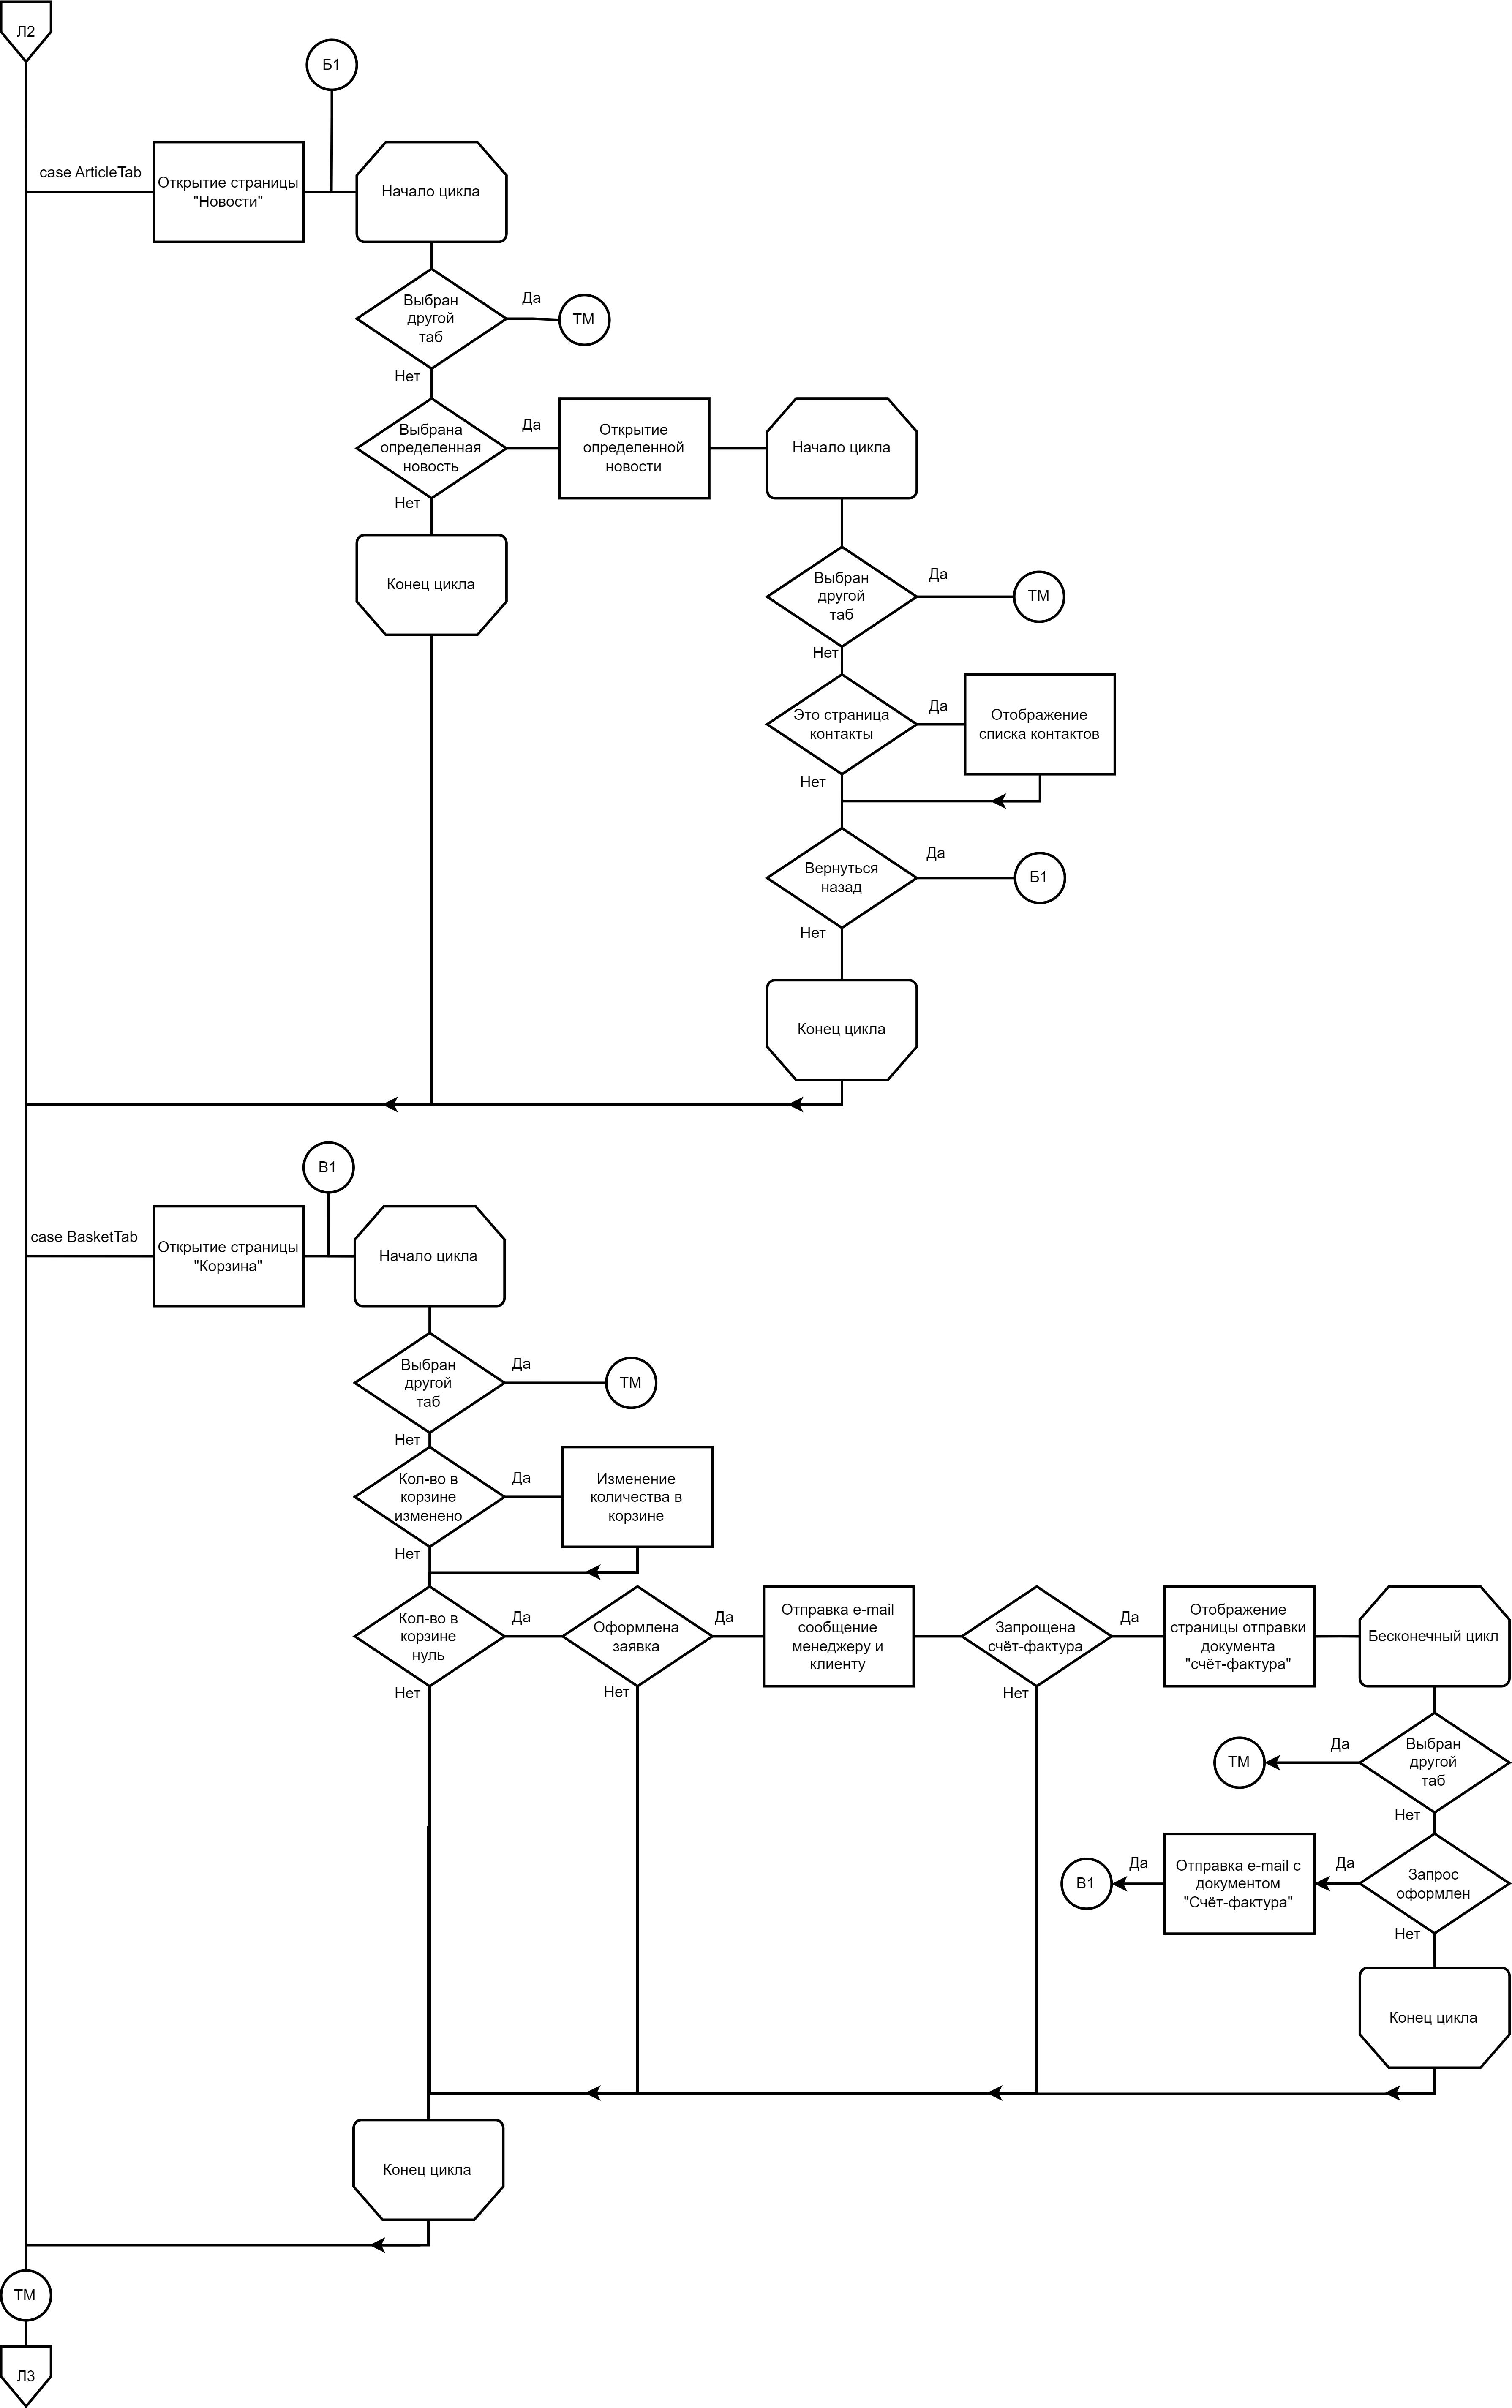 Л2
Б1
case ArticleTab
Открытие страницы
"Новости"
Начало цикла
Выбран
другой
таб
Да
ТМ
Нет
Выбрана
определенная
новость
Да
Открытие
определенной
новости
Начало цикла
Нет
Конец цикла
Выбран
другой
таб
Да
ТМ
Нет
Это страница
контакты
Да
Отображение
списка контактов
Нет
Вернуться
назад
Да
Б1
Нет
Конец цикла
В1
case BasketTab
Открытие страницы
"Корзина"
Начало цикла
Выбран
другой
таб
Да
ТМ
Нет
Кол-во в
корзине
изменено
Да
Изменение
количества в
корзине
Нет
Кол-во в
корзине
нуль
Да
Оформлена
заявка
Да
Отправка e-mail
сообщение
менеджеру и
клиенту
Запрощена
счёт-фактура
Да
Отображение
страницы отправки
документа
"счёт-фактура"
Бесконечный цикл
Нет
Нет
Нет
Выбран
другой
таб
Да
ТМ
Нет
Запрос
оформлен
Да
Отправка e-mail с
документом
"Счёт-фактура"
Да
В1
Нет
Конец цикла
Конец цикла
ТМ
Л3